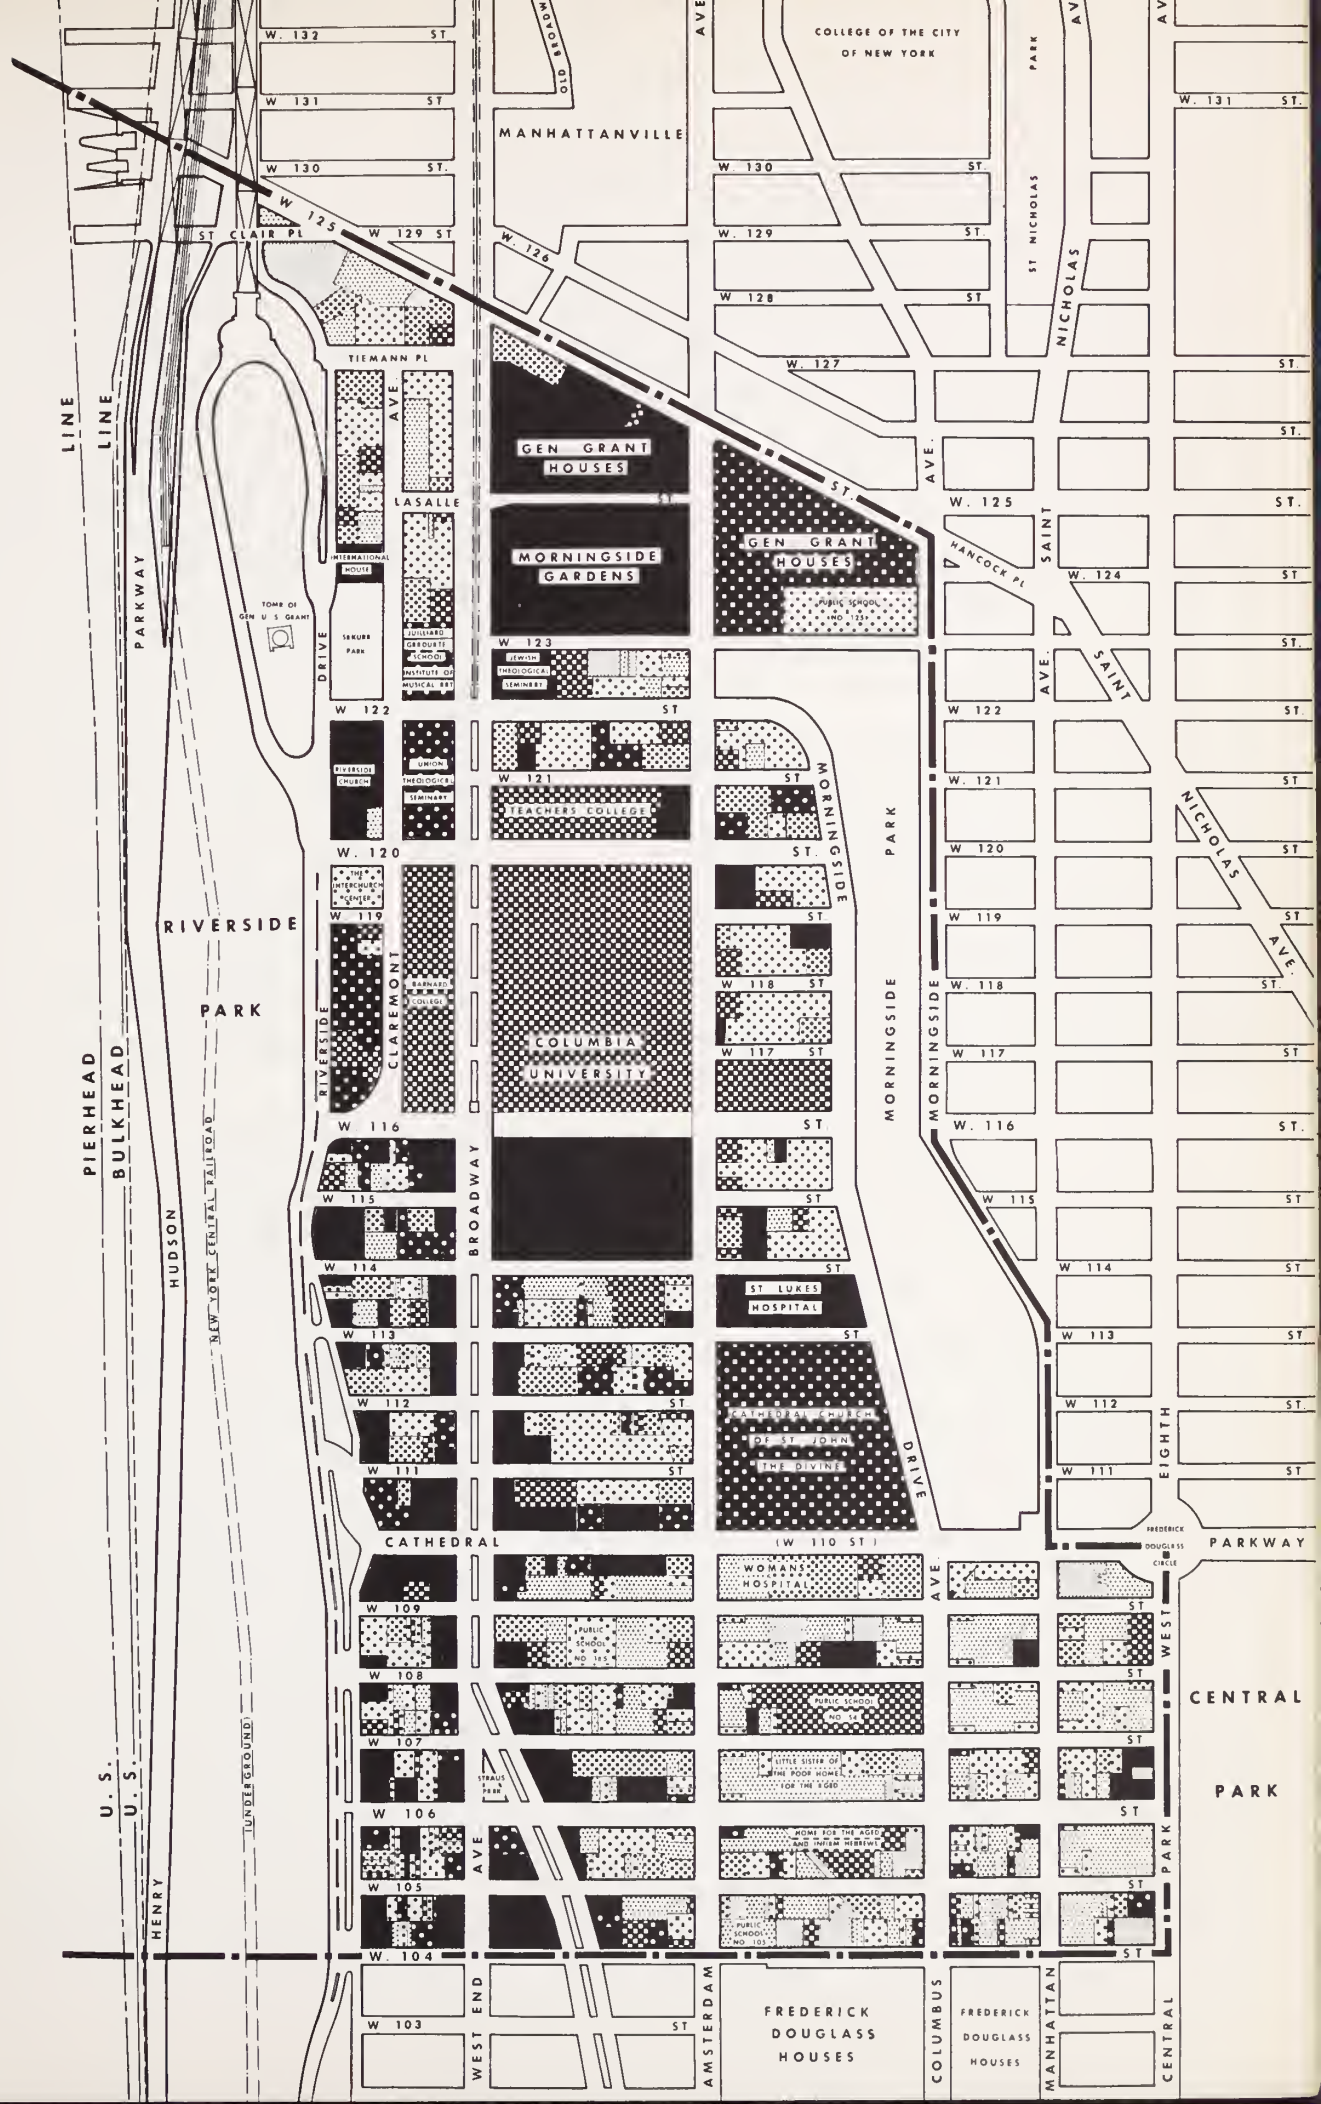 W. 132 ST
OLD BROADW
AVE
COLLEGE OF THE CITY
OF NEW YORK
PARK
AV
AV
W. 131 ST
W. 131 ST.
MANHATTANVILLE
W. 130 ST.
W. 130 ST.
ST NICHOLAS
W 125
ST CLAIR PL
W 129 ST
W. 126
W. 129 ST.
NICHOLAS
W. 128 ST
TIEMANN PL
W. 127 ST.
AVE.
LINE
LINE
GEN GRANT
HOUSES
ST.
AVE.
LASALLE ST.
ST.
W. 125 ST.
SAINT
INTERNATIONAL
HOUSE
MORNINGSIDE
GARDENS
GEN GRANT
HOUSES
HANCOCK PL
W. 124 ST
PARKWAY
TOMB OF
GEN U S GRANT
PUBLIC SCHOOL
(NO 125)
SAKURA
PARK
DRIVE
JUILLIARD
GRADUATE
SCHOOL
INSTITUTE OF
MUSICAL ART
W 123 ST.
JEWISH
THEOLOGICAL
SEMINARY
AVE.
SAINT
W 122 ST
W. 122 ST.
RIVERSIDE
CHURCH
UNION
THEOLOGICAL
SEMINARY
W. 121 ST
W. 121 ST
MORNINGSIDE
TEACHERS COLLEGE
PARK
NICHOLAS
W. 120 ST.
W. 120 ST
THE
INTERCHURCH
CENTER
W. 119 ST
W. 119 ST
RIVERSIDE
PARK
AVE.
CLAREMONT
BARNARD
COLLEGE
W 118 ST
W. 118 ST.
RIVERSIDE
COLUMBIA
UNIVERSITY
W 117 ST
W. 117 ST
MORNINGSIDE
MORNINGSIDE
PIERHEAD
BULKHEAD
NEW YORK CENTRAL RAILROAD
W. 116 ST.
W. 116 ST.
BROADWAY
W 115 ST
W 115
HUDSON
W 114 ST
W 114 ST
ST LUKES
HOSPITAL
W 113 ST
W 113 ST
W 112 ST.
W 112 ST.
CATHEDRAL CHURCH
OF ST JOHN
THE DIVINE
DRIVE
EIGHTH
W 111 ST
W 111 ST
CATHEDRAL
(W 110 ST)
FREDERICK
DOUGLASS
CIRCLE
PARKWAY
WOMANS
HOSPITAL
AVE.
W 109 ST
PUBLIC
SCHOOL
NO 165
WEST
W 108 ST
PUBLIC SCHOOL
NO. 54
CENTRAL
PARK
(UNDERGROUND)
W 107 ST
STRAUS
PARK
LITTLE SISTER OF
THE POOR HOME
FOR THE AGED
U. S.
U. S.
W 106 ST
AVE
HOME FOR THE AGED
AND INFIRM HEBREWS
PARK
W 105 ST
HENRY
PUBLIC
SCHOOL
NO 105
W. 104 ST
WEST END
AMSTERDAM
FREDERICK
DOUGLASS
HOUSES
COLUMBUS
FREDERICK
DOUGLASS
HOUSES
MANHATTAN
CENTRAL
W 103 ST